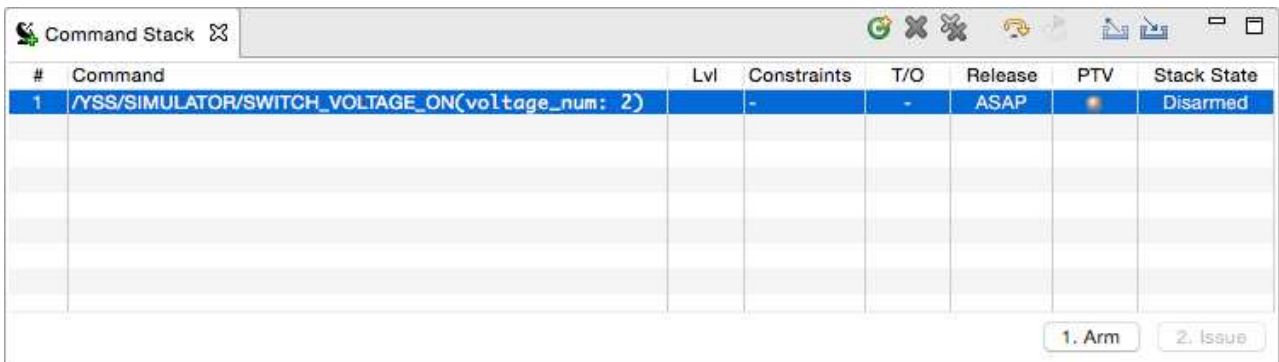 Command Stack
# Command Lvl Constraints T/O Release PTV Stack State
1 /YSS/SIMULATOR/SWITCH_VOLTAGE_ON(voltage_num: 2) - - ASAP Disarmed
1. Arm 2. Issue